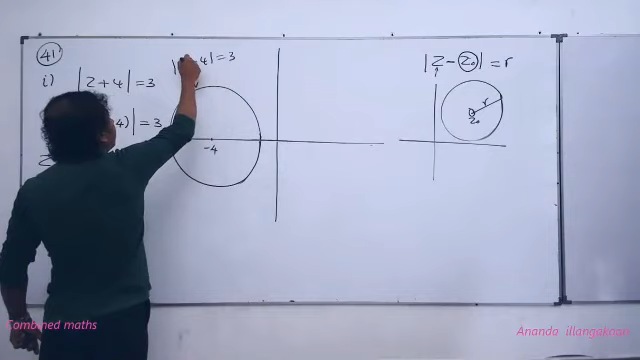 41
i) |Z+4| = 3
4)| = 3
Z
4| = 3
-4
|Z - Z₀| = r
r
Z₀
Combined maths
Ananda illangakoon